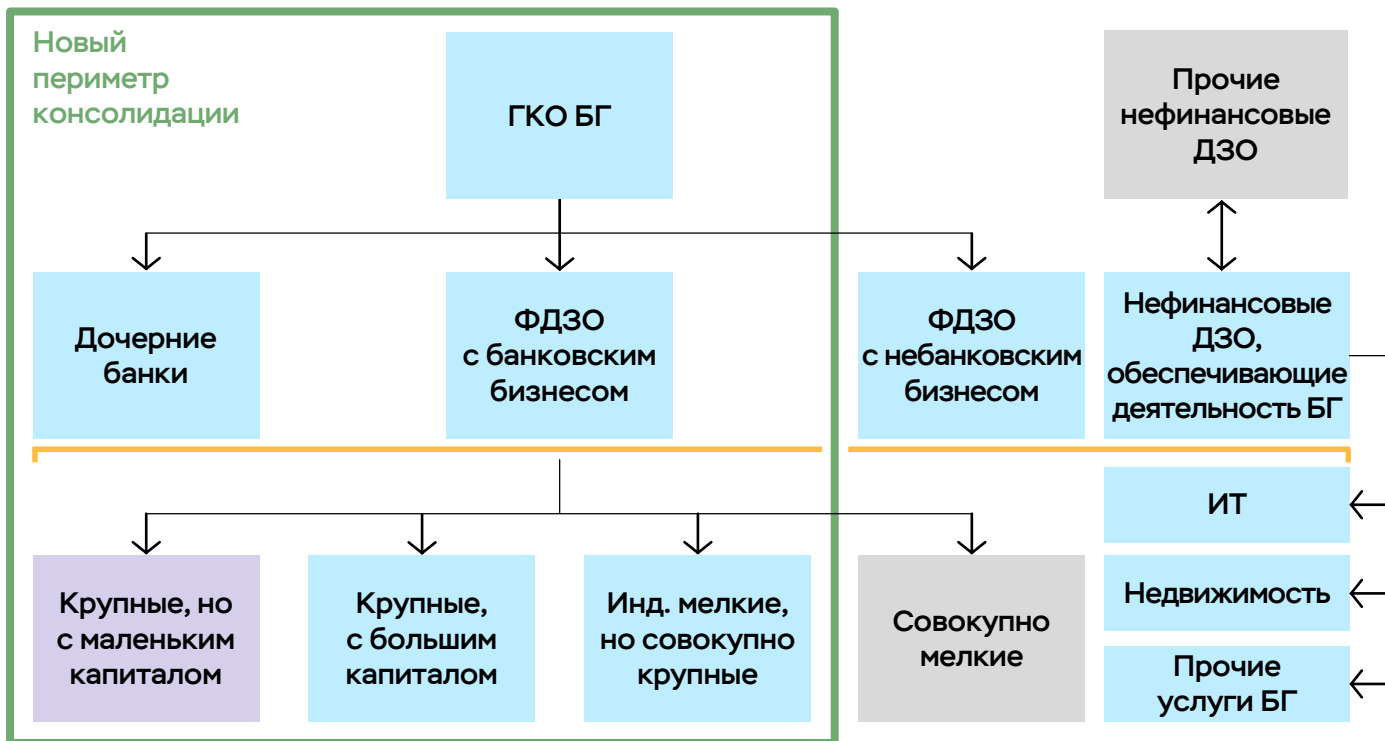 Новый
периметр
консолидации
ГКО БГ
Прочие
нефинансовые
ДЗО
Дочерние
банки
ФДЗО
с банковским
бизнесом
ФДЗО
с небанковским
бизнесом
Нефинансовые
ДЗО,
обеспечивающие
деятельность БГ
Крупные, но
с маленьким
капиталом
Крупные,
с большим
капиталом
Инд. мелкие,
но совокупно
крупные
Совокупно
мелкие
ИТ
Недвижимость
Прочие
услуги БГ